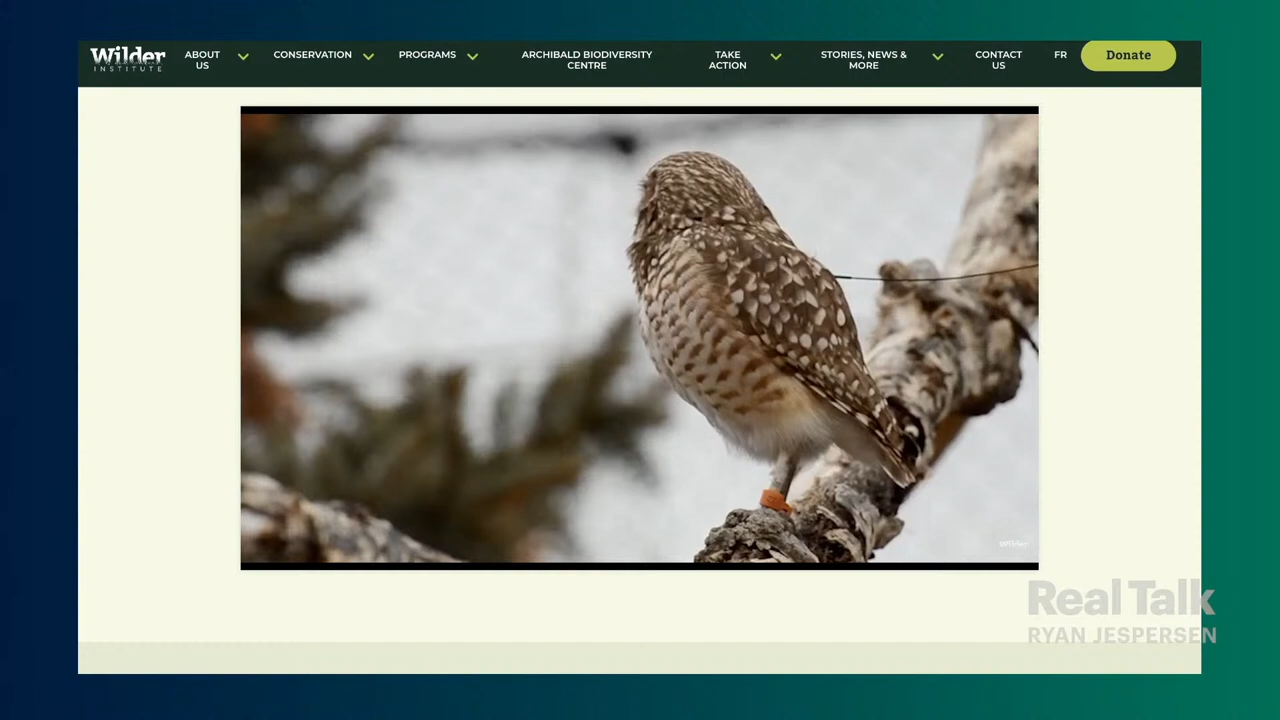 Wilder
INSTITUTE
ABOUT
US
CONSERVATION
PROGRAMS
ARCHIBALD BIODIVERSITY
CENTRE
TAKE
ACTION
STORIES, NEWS &
MORE
CONTACT
US
FR
Donate
Wilder
Real Talk
RYAN JESPERSEN